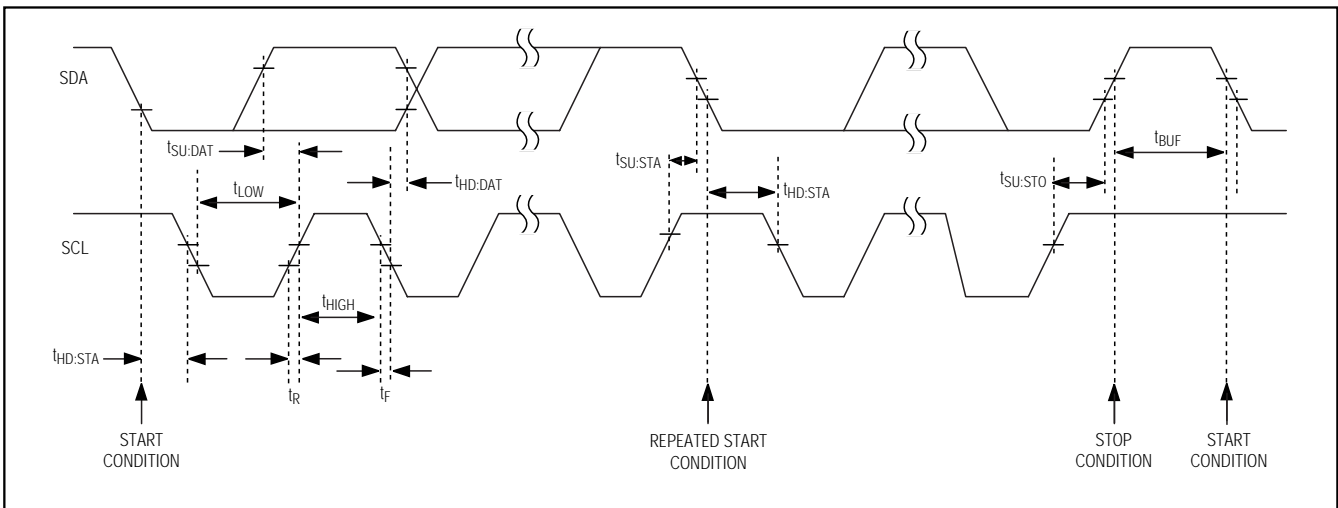 SDA
tSU:DAT
tLOW
tHD:DAT
tSU:STA
tHD:STA
tSU:STO
tBUF
SCL
tHIGH
tHD:STA
tR
tF
START
CONDITION
REPEATED START
CONDITION
STOP
CONDITION
START
CONDITION